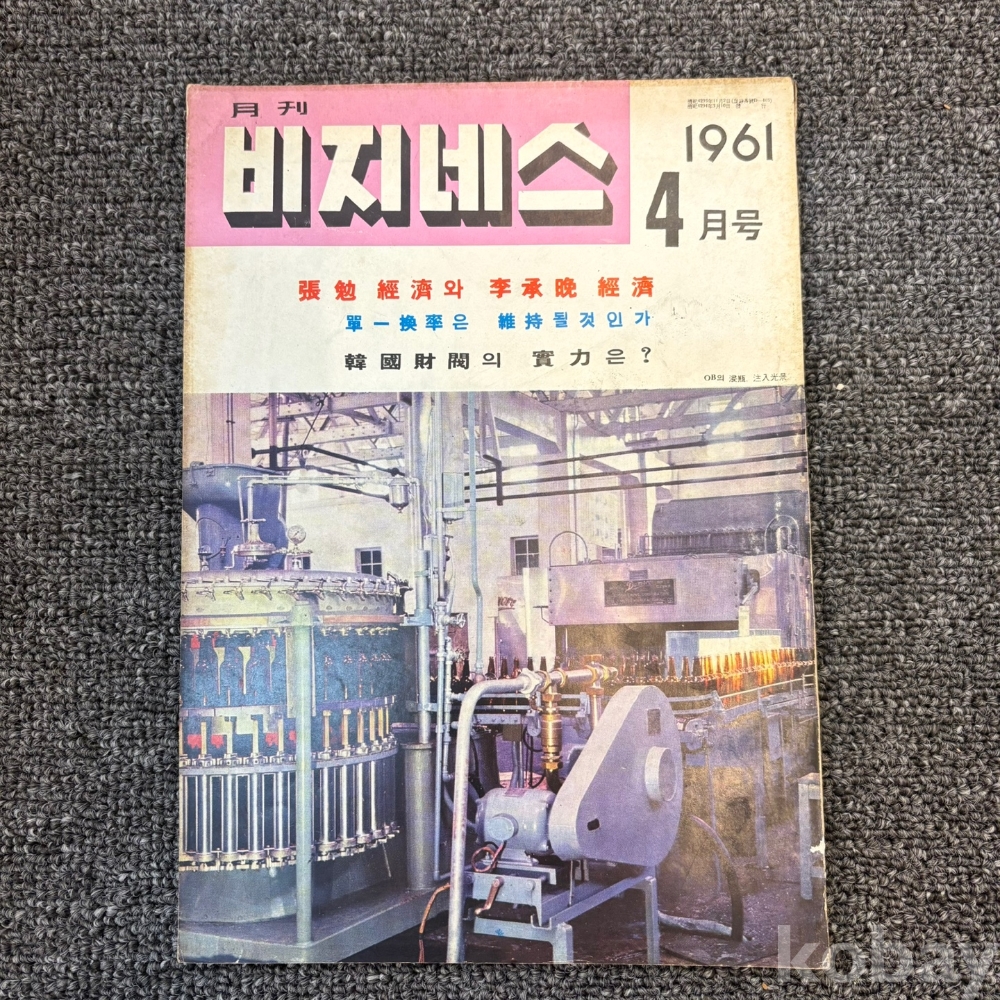 月刊
비지네스
1961
4月号
張勉 經濟와 李承晩 經濟
單一換率은 維持될것인가
韓國財閥의 實力은?
OB의 注入光景
kobay